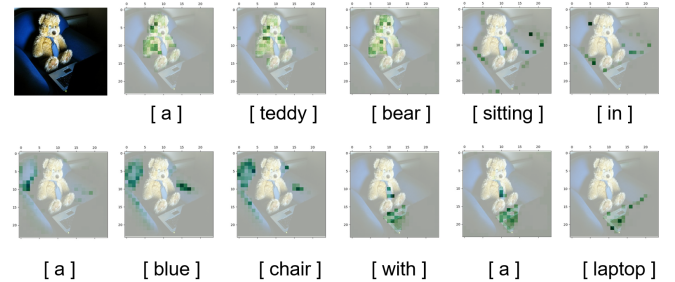 [ a ] [ teddy ] [ bear ] [ sitting ] [ in ]
[ a ] [ blue ] [ chair ] [ with ] [ a ] [ laptop ]